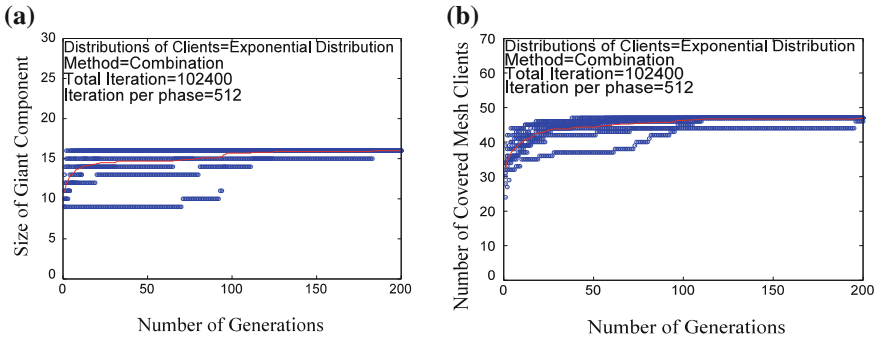 (a)
30
25
20
15
10
5
0
Size of Giant Component
Distributions of Clients=Exponential Distribution
Method=Combination
Total Iteration=102400
Iteration per phase=512
0 50 100 150 200
Number of Generations
(b)
70
60
50
40
30
20
10
0
Number of Covered Mesh Clients
Distributions of Clients=Exponential Distribution
Method=Combination
Total Iteration=102400
Iteration per phase=512
0 50 100 150 200
Number of Generations